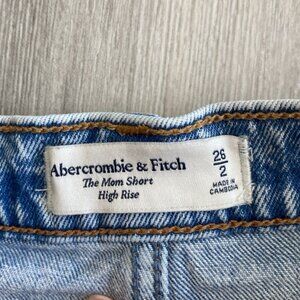 Abercrombie & Fitch
The Mom Short
High Rise
26
2
MADE IN
CAMBODIA